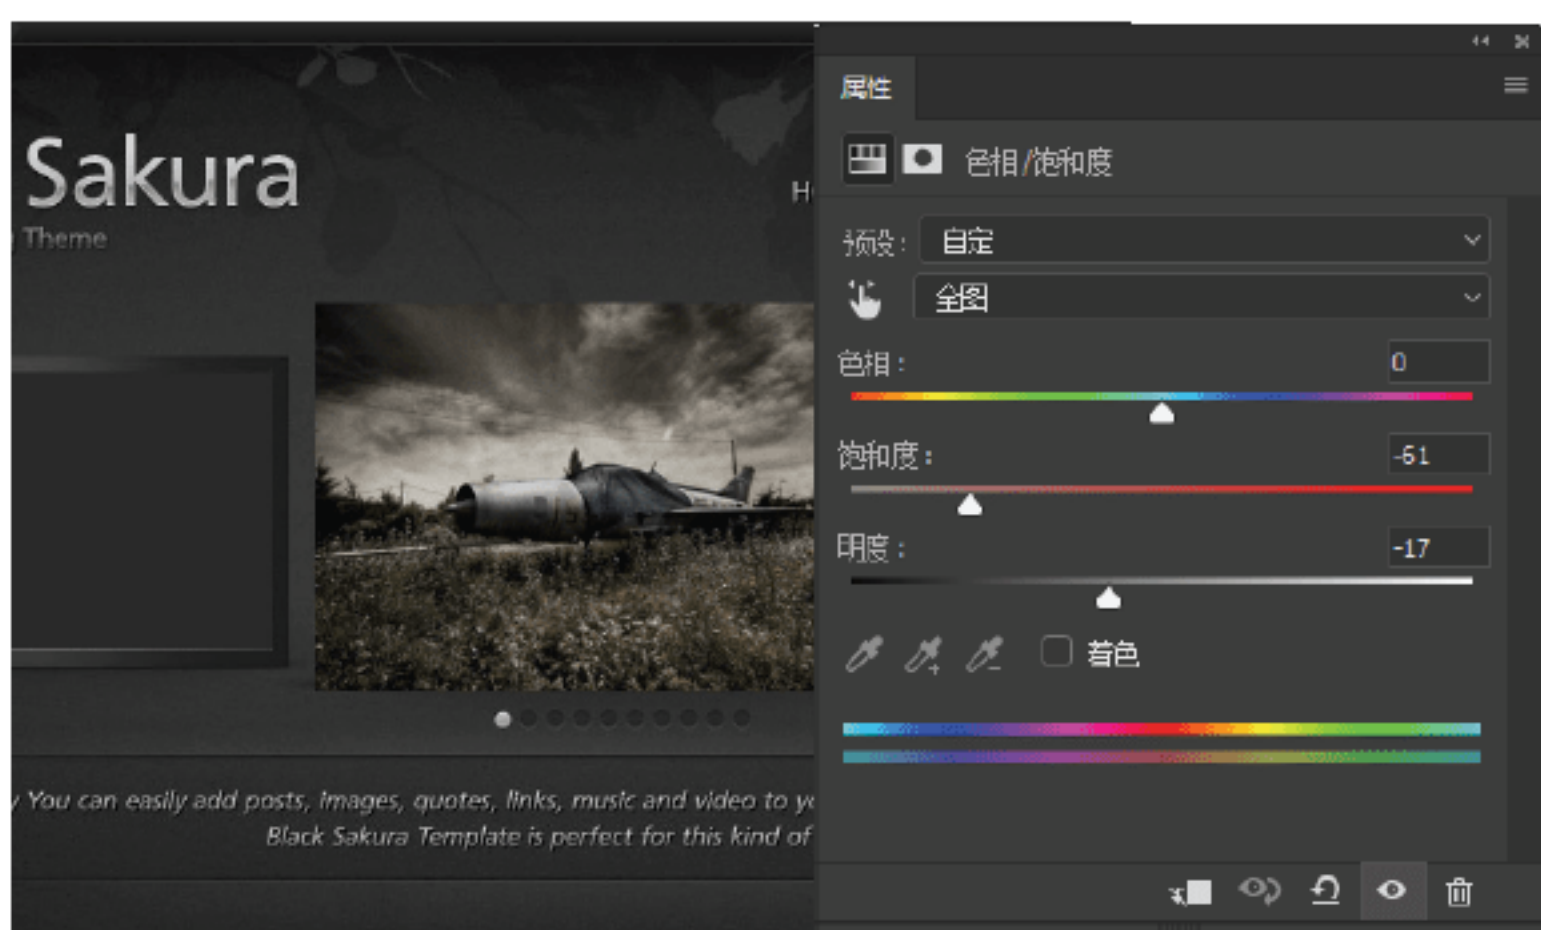 Sakura
Theme
You can easily add posts, images, quotes, links, music and video to
Black Sakura Template is perfect for this kind of
属性
色相/饱和度
预设：
自定
全图
色相：
0
饱和度：
-61
明度：
-17
着色